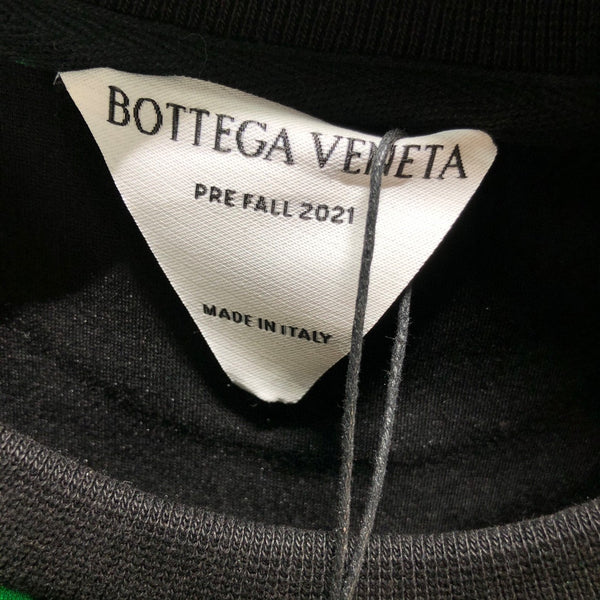 BOTTEGA VENETA
PRE FALL 2021
MADE IN ITALY